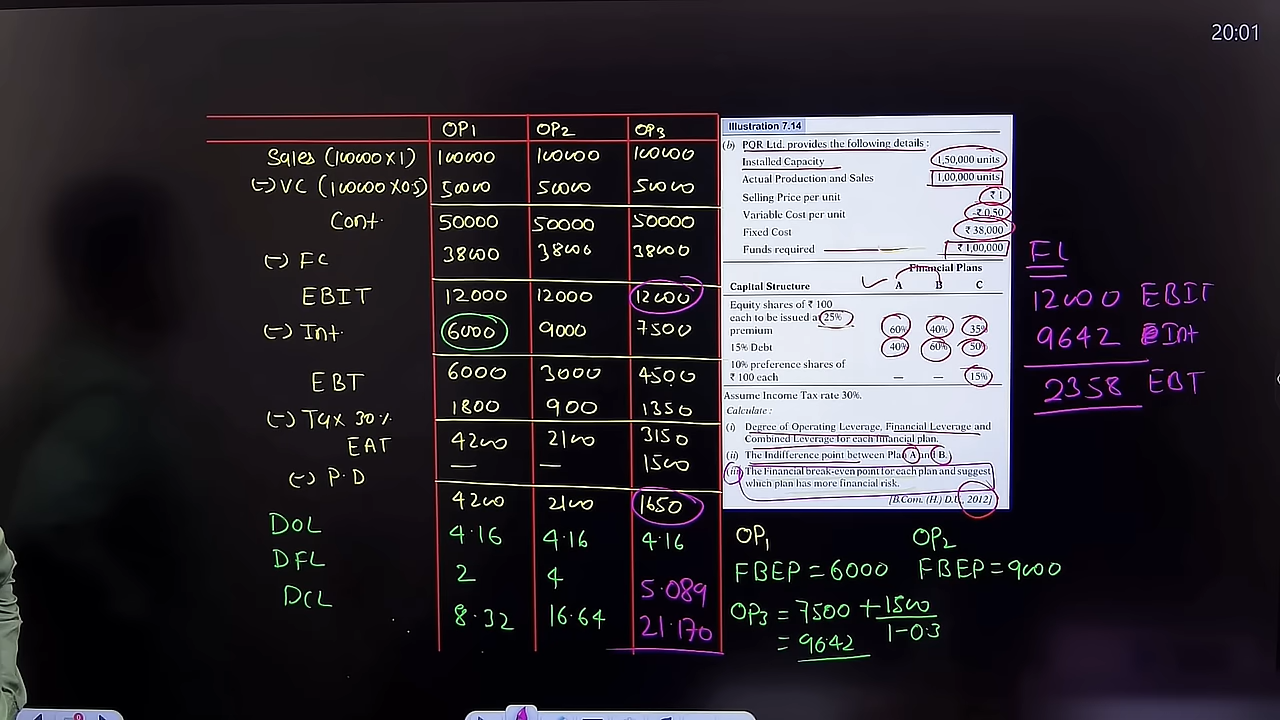 20:01
OP1 OP2 OP3
Sales (100000×1) 100000 100000 100000
(-) VC (100000×0.5) 50000 50000 50000
Cont. 50000 50000 50000
(-) FC 38000 38000 38000
EBIT 12000 12000 12000
(-) Int. 6000 9000 7500
EBT 6000 3000 4500
(-) Tax 30% 1800 900 1350
EAT 4200 2100 3150
(-) P.D — — 1500
4200 2100 1650
DOL 4.16 4.16 4.16
DFL 2 4 5.089
DCL 8.32 16.64 21.170
Illustration 7.14
(b) PQR Ltd. provides the following details :
Installed Capacity 1,50,000 units
Actual Production and Sales 1,00,000 units
Selling Price per unit ₹ 1
Variable Cost per unit ₹ 0.50
Fixed Cost ₹ 38,000
Funds required ₹ 1,00,000
Financial Plans
Capital Structure A B C
Equity shares of ₹ 100
each to be issued at 25%
premium 60% 40% 35%
15% Debt 40% 60% 50%
10% preference shares of
₹ 100 each — — 15%
Assume Income Tax rate 30%.
Calculate :
(i) Degree of Operating Leverage, Financial Leverage and
Combined Leverage for each financial plan.
(ii) The Indifference point between Plan A and B.
(iii) The Financial break-even point for each plan and suggest
which plan has more financial risk.
[B.Com. (H.) D.U., 2012]
FL
12000 EBIT
9642 Int
2358 EBT
OP1 OP2
FBEP = 6000 FBEP = 9000
OP3 = 7500 + 1500
1-0.3
= 9642